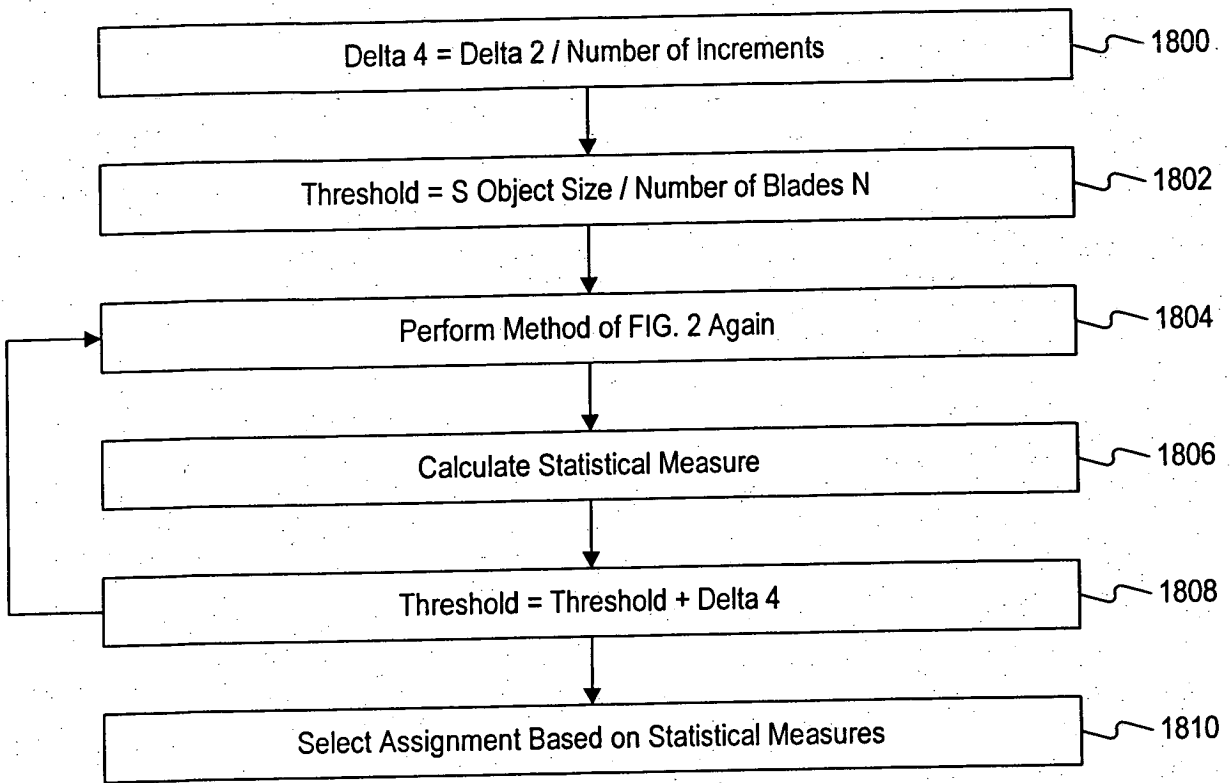 Delta 4 = Delta 2 / Number of Increments
1800
Threshold = S Object Size / Number of Blades N
1802
Perform Method of FIG. 2 Again
1804
Calculate Statistical Measure
1806
Threshold = Threshold + Delta 4
1808
Select Assignment Based on Statistical Measures
1810